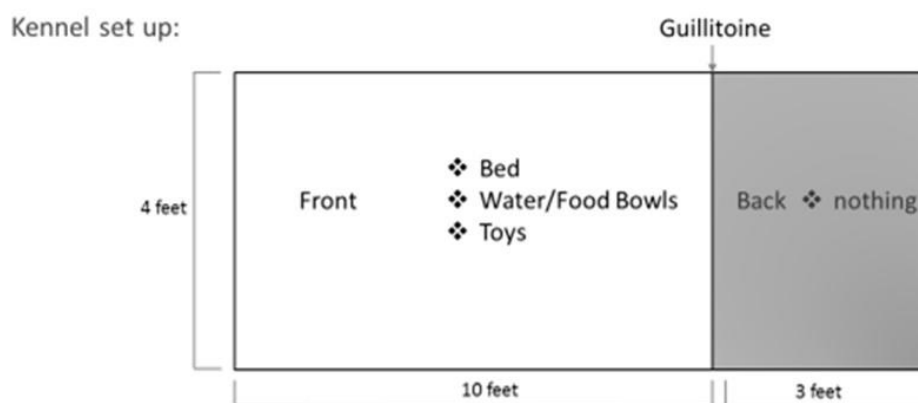 Kennel set up:
Guillitoine
4 feet
Front
❖ Bed
❖ Water/Food Bowls
❖ Toys
Back ❖ nothing
10 feet
3 feet